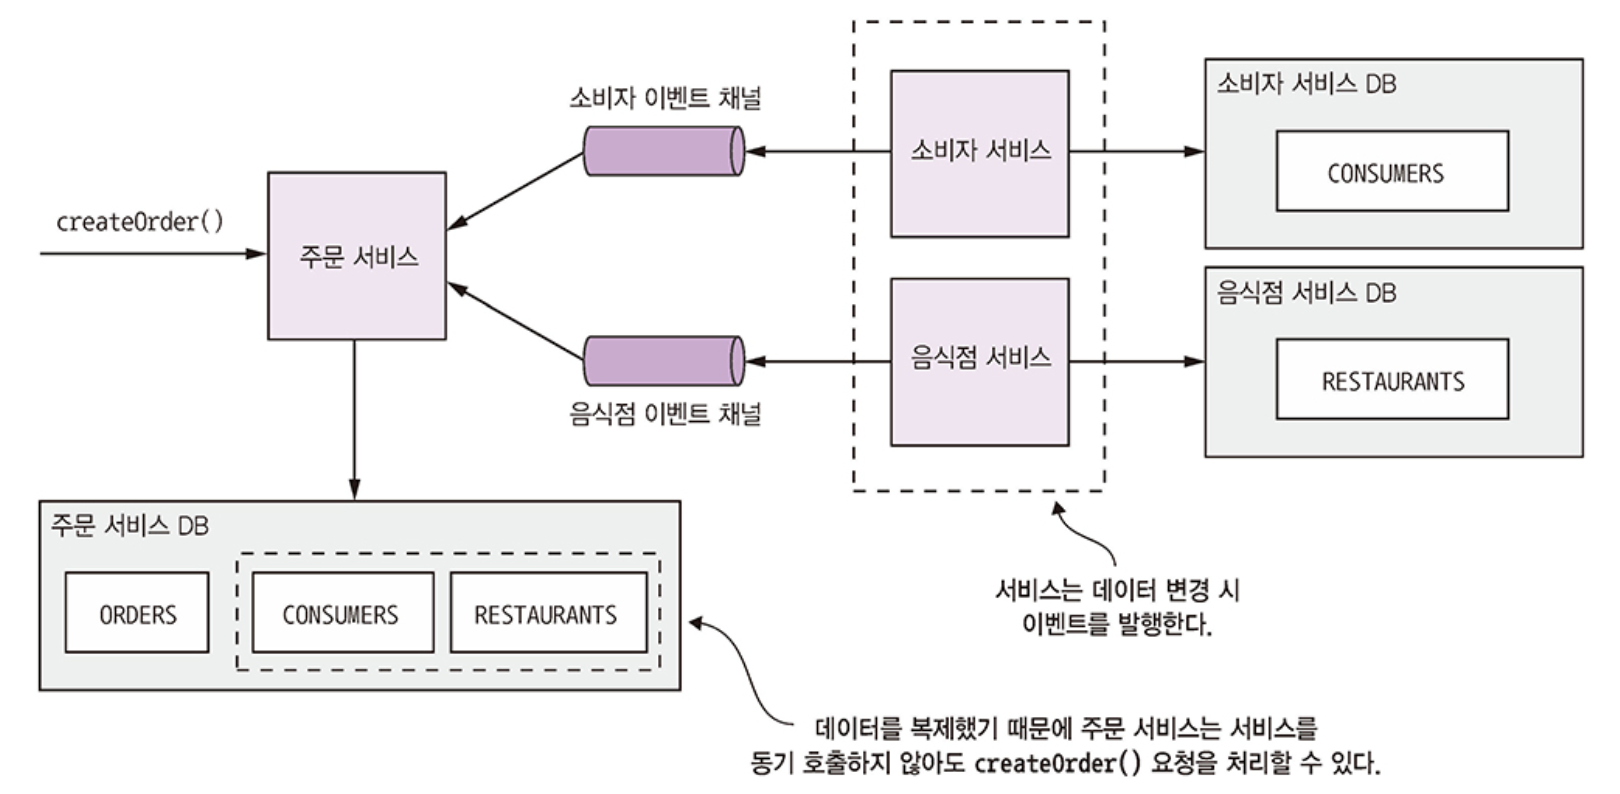 소비자 이벤트 채널
소비자 서비스
소비자 서비스 DB
CONSUMERS
createOrder()
주문 서비스
음식점 이벤트 채널
음식점 서비스
음식점 서비스 DB
RESTAURANTS
주문 서비스 DB
ORDERS
CONSUMERS
RESTAURANTS
서비스는 데이터 변경 시
이벤트를 발행한다.
데이터를 복제했기 때문에 주문 서비스는 서비스를
동기 호출하지 않아도 createOrder() 요청을 처리할 수 있다.